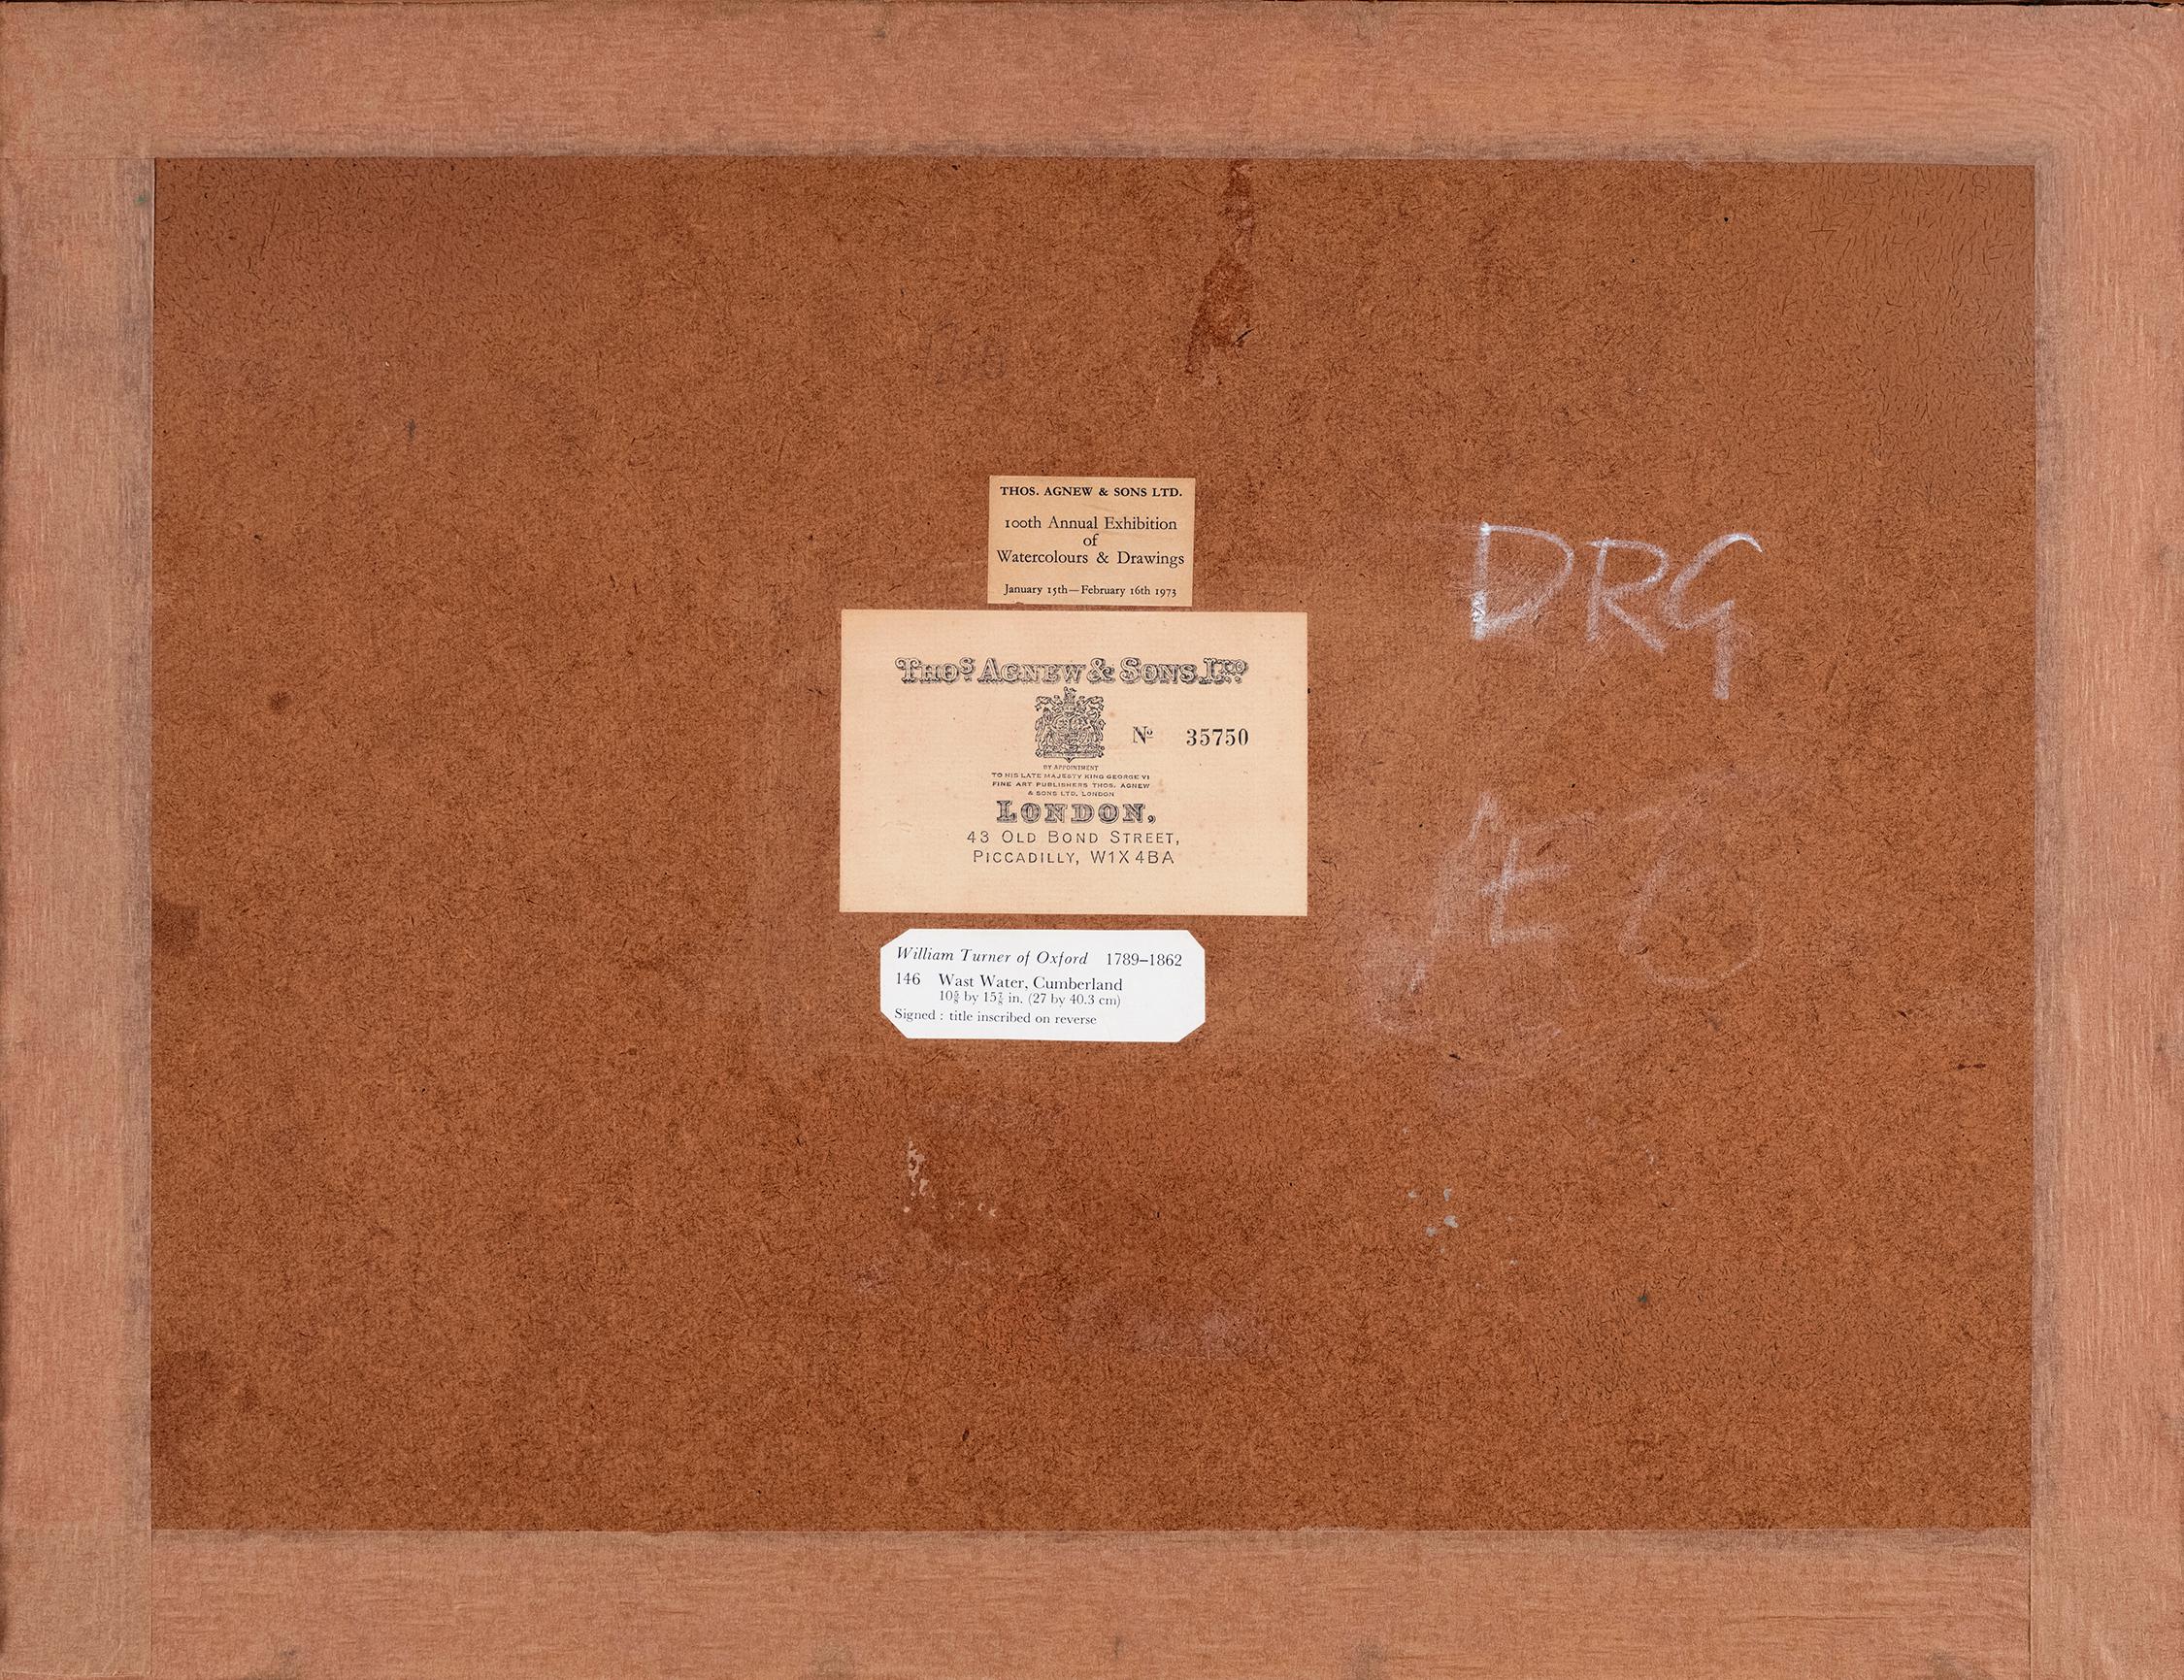 THOS. AGNEW & SONS LTD.
100th Annual Exhibition
of
Watercolours & Drawings
January 15th—February 16th 1973
THOS. AGNEW & SONS, LTD.
Nº 35750
BY APPOINTMENT
TO HIS LATE MAJESTY KING GEORGE VI
FINE ART PUBLISHERS THOS. AGNEW
& SONS LTD. LONDON
LONDON,
43 OLD BOND STREET,
PICCADILLY, W1X 4BA
William Turner of Oxford 1789–1862
146 Wast Water, Cumberland
10⅝ by 15⅞ in. (27 by 40.3 cm)
Signed : title inscribed on reverse
DRG